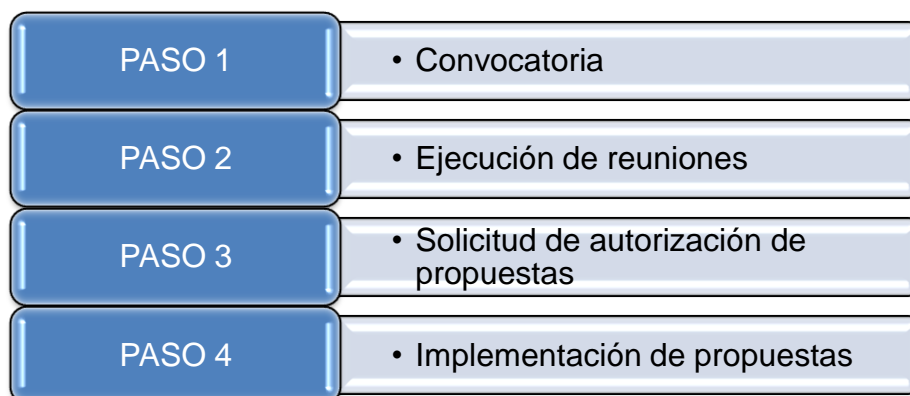 PASO 1
• Convocatoria
PASO 2
• Ejecución de reuniones
PASO 3
• Solicitud de autorización de
propuestas
PASO 4
• Implementación de propuestas